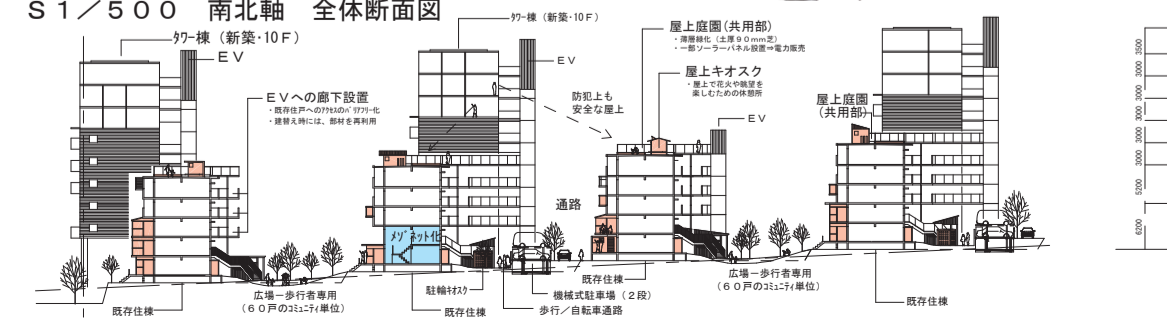 Ｓ１／５００　南北軸　全体断面図
ﾀﾜｰ棟（新築･10Ｆ）
ＥＶ
ＥＶへの廊下設置
・既存住戸へのｱｸｾｽのﾊﾞﾘｱﾌﾘｰ化
・建替え時には、部材を再利用
ﾀﾜｰ棟（新築･10Ｆ）
ＥＶ
屋上庭園(共用部)
・薄層緑化（土厚９０mm芝）
・一部ソーラーパネル設置⇒電力販売
屋上キオスク
・屋上で花火や眺望を
楽しむための休憩所
防犯上も
安全な屋上
ＥＶ
屋上庭園
(共用部)
通路
ﾒｿﾞﾈｯﾄ化
既存住棟
広場ー歩行者専用
（６０戸のｺﾐｭﾆﾃｨ単位）
駐輪ｷｵｽｸ
既存住棟
機械式駐車場（２段）
歩行／自転車通路
既存住棟
広場ー歩行者専用
（６０戸のｺﾐｭﾆﾃｨ単位）
既存住棟
3500
3000
3000
3000
3000
3000
5200
6200